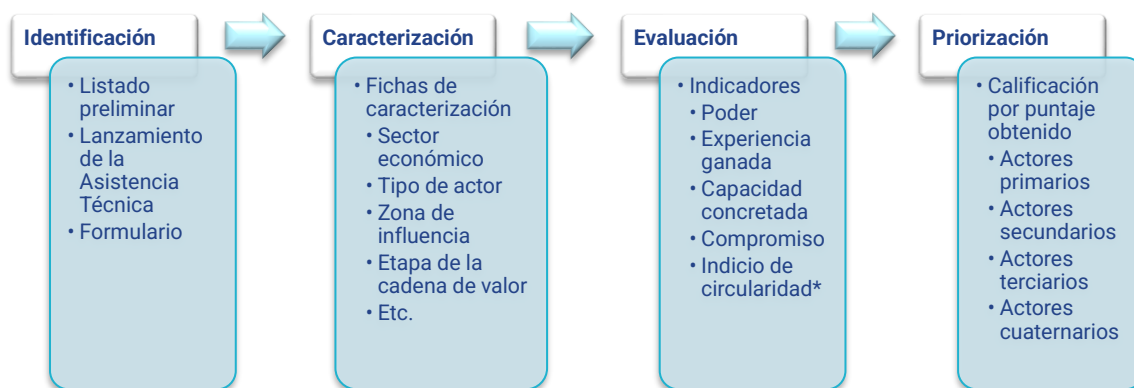 Identificación
• Listado
preliminar
• Lanzamiento
de la
Asistencia
Técnica
• Formulario
Caracterización
• Fichas de
caracterización
• Sector
económico
• Tipo de actor
• Zona de
influencia
• Etapa de la
cadena de valor
• Etc.
Evaluación
• Indicadores
• Poder
• Experiencia
ganada
• Capacidad
concretada
• Compromiso
• Indicio de
circularidad*
Priorización
• Calificación
por puntaje
obtenido
• Actores
primarios
• Actores
secundarios
• Actores
terciarios
• Actores
cuaternarios